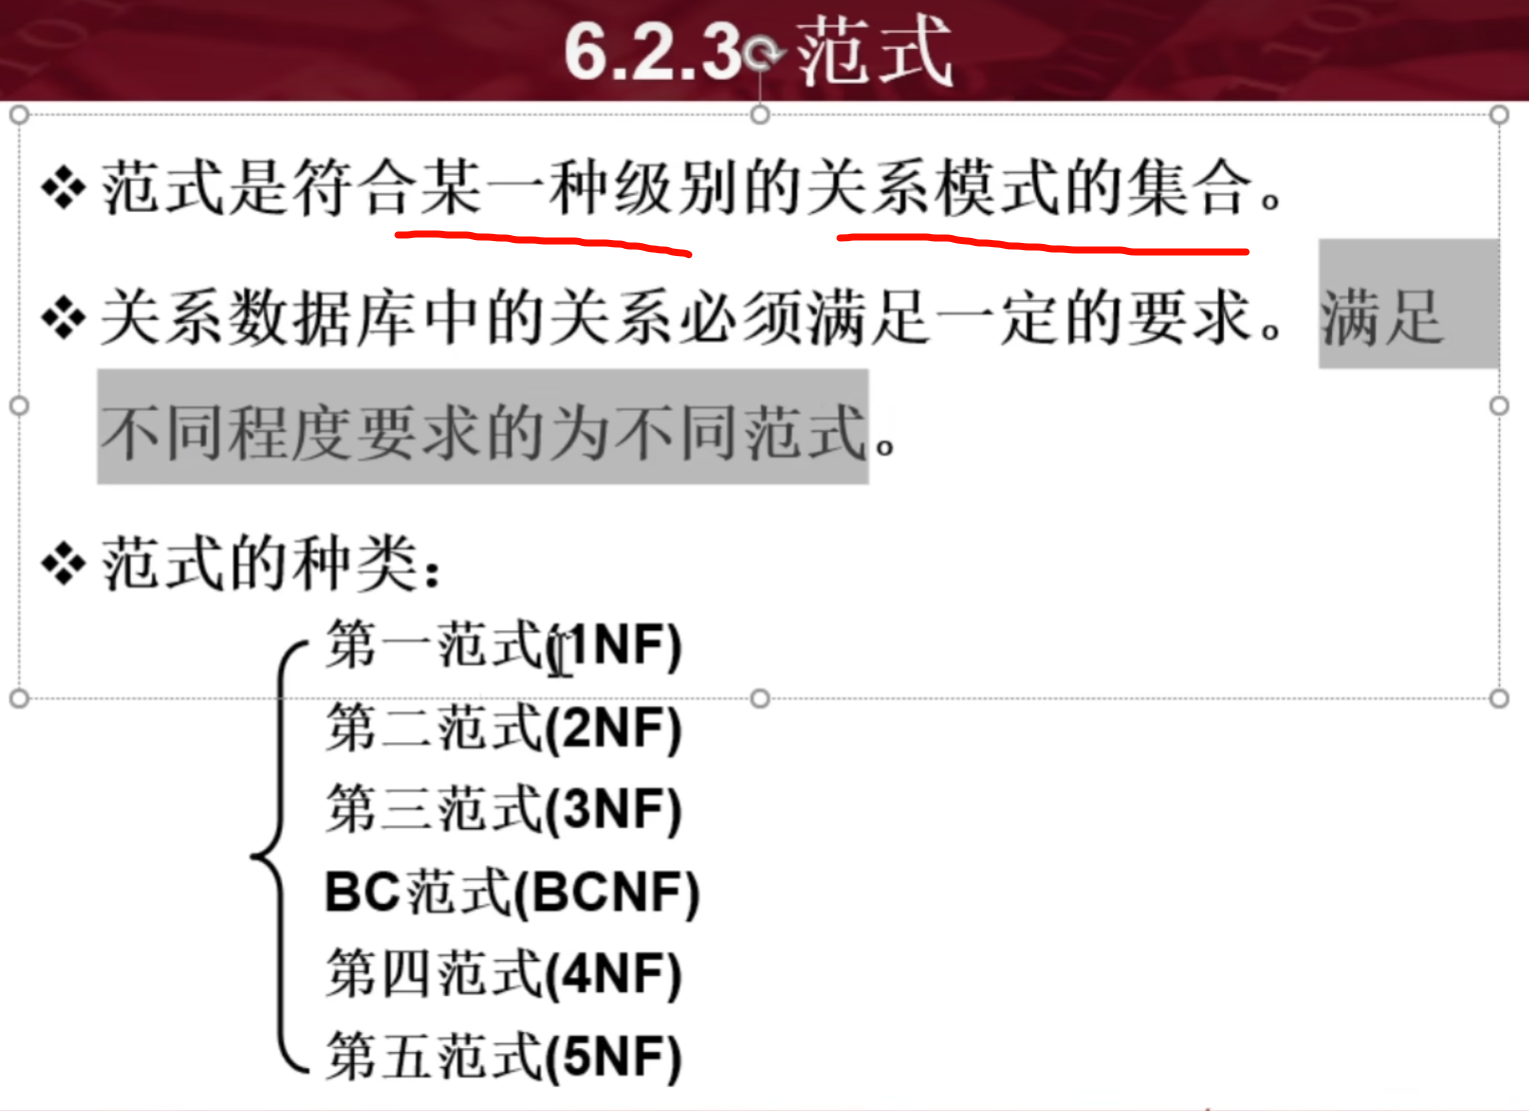 6.2.3 范式
❖范式是符合某一种级别的关系模式的集合。
❖关系数据库中的关系必须满足一定的要求。满足
不同程度要求的为不同范式。
❖范式的种类：
第一范式(1NF)
第二范式(2NF)
第三范式(3NF)
BC范式(BCNF)
第四范式(4NF)
第五范式(5NF)